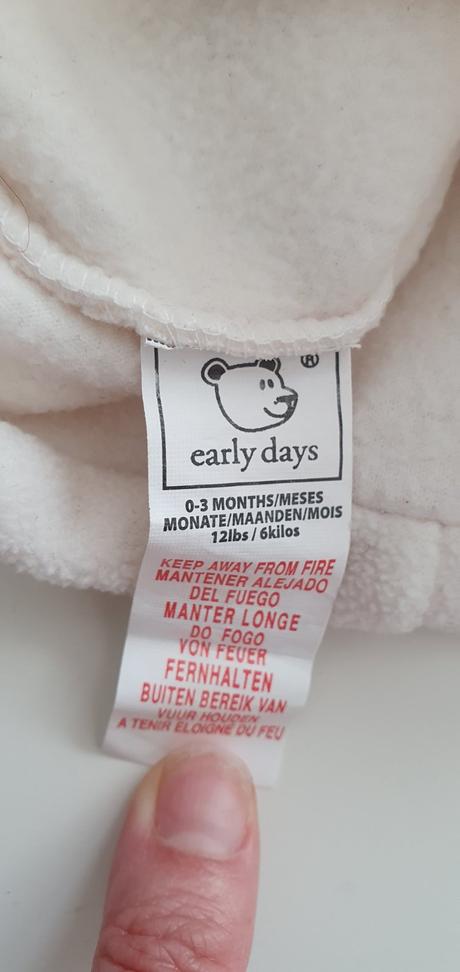 ®
early days
0-3 MONTHS/MESES
MONATE/MAANDEN/MOIS
12lbs / 6kilos
KEEP AWAY FROM FIRE
MANTENER ALEJADO
DEL FUEGO
MANTER LONGE
DO FOGO
VON FEUER
FERNHALTEN
BUITEN BEREIK VAN
VUUR HOUDEN
A TENIR ELOIGNE DU FEU